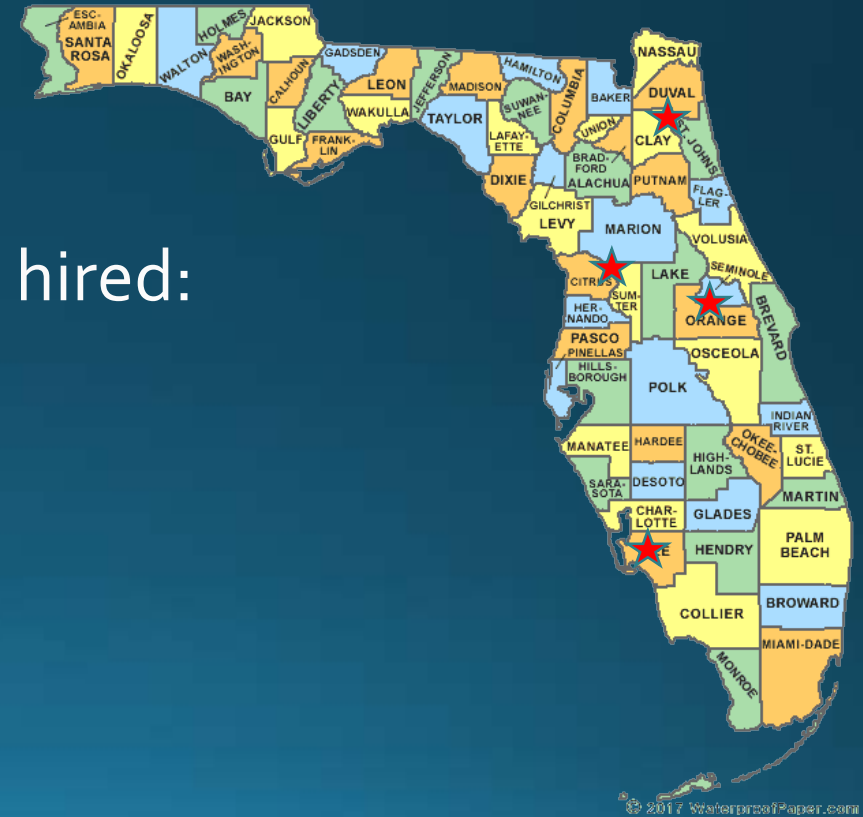 hired:
ESC-
AMBIA
SANTA
ROSA
OKALOOSA
WALTON
HOLMES
WASH-
INGTON
JACKSON
BAY
CALHOUN
GULF
LIBERTY
GADSDEN
FRANK-
LIN
LEON
WAKULLA
JEFFERSON
MADISON
TAYLOR
HAMILTON
SUWAN-
NEE
LAFAY-
ETTE
DIXIE
COLUMBIA
BAKER
NASSAU
DUVAL
UNION
CLAY
ST. JOHNS
BRAD-
FORD
ALACHUA
PUTNAM
FLAG-
LER
GILCHRIST
LEVY
MARION
VOLUSIA
CITRUS
SUM-
TER
LAKE
SEMINOLE
ORANGE
BREVARD
HER-
NANDO
PASCO
PINELLAS
HILLS-
BOROUGH
POLK
OSCEOLA
INDIAN
RIVER
MANATEE
HARDEE
HIGH-
LANDS
OKEE-
CHOBEE
ST.
LUCIE
SARA-
SOTA
DESOTO
MARTIN
CHAR-
LOTTE
GLADES
HENDRY
PALM
BEACH
COLLIER
BROWARD
MIAMI-DADE
MONROE
© 2017 WaterproofPaper.com